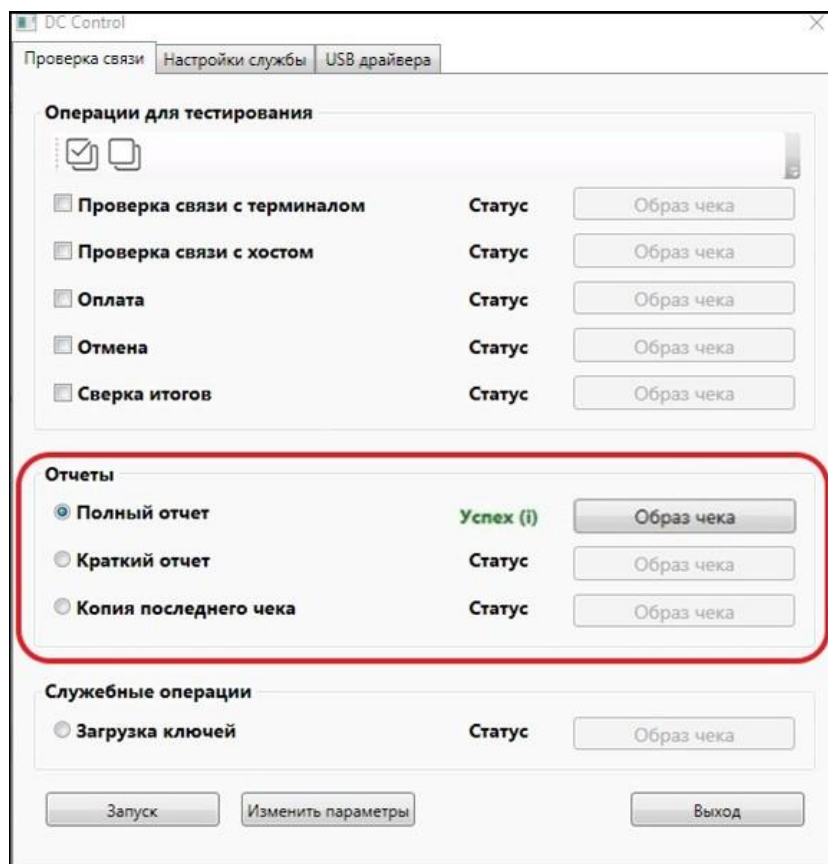 DC Control
Проверка связи Настройки службы USB драйвера
Операции для тестирования
Проверка связи с терминалом Статус Образ чека
Проверка связи с хостом Статус Образ чека
Оплата Статус Образ чека
Отмена Статус Образ чека
Сверка итогов Статус Образ чека
Отчеты
Полный отчет Успех (i) Образ чека
Краткий отчет Статус Образ чека
Копия последнего чека Статус Образ чека
Служебные операции
Загрузка ключей Статус Образ чека
Запуск Изменить параметры Выход